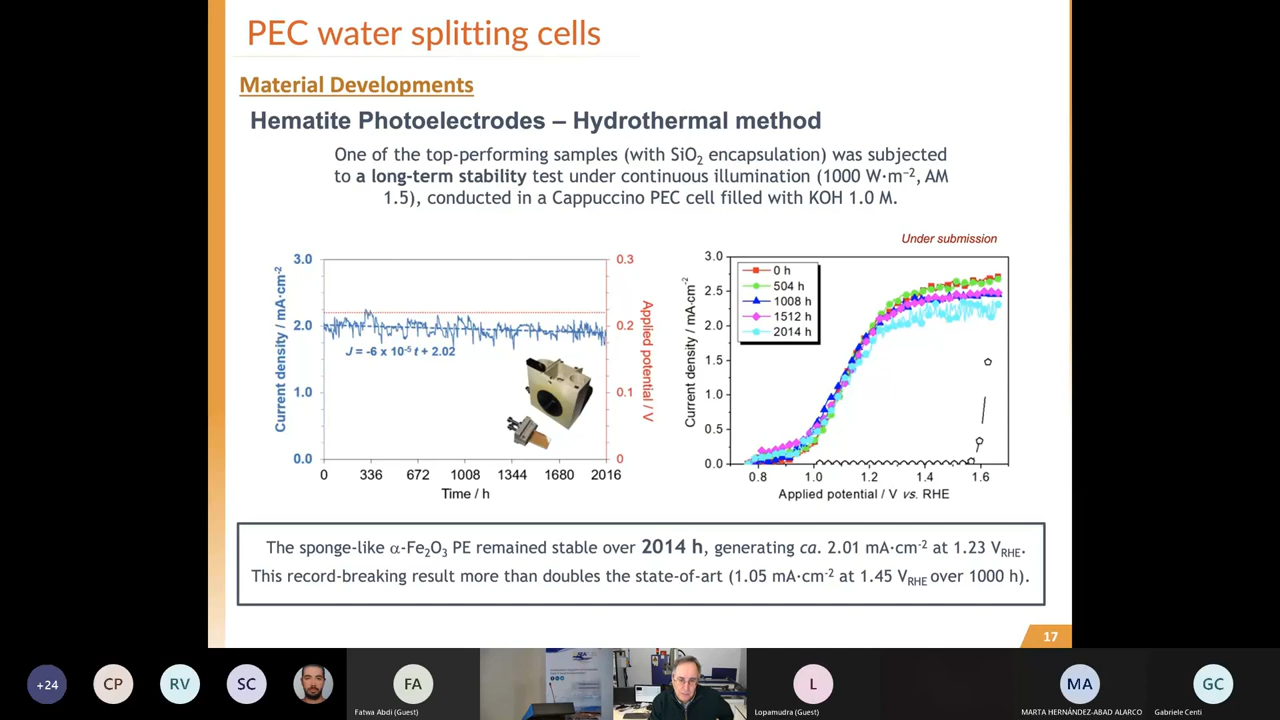 PEC water splitting cells
Material Developments
Hematite Photoelectrodes – Hydrothermal method
One of the top-performing samples (with SiO₂ encapsulation) was subjected
to a long-term stability test under continuous illumination (1000 W·m⁻², AM
1.5), conducted in a Cappuccino PEC cell filled with KOH 1.0 M.
Under submission
Current density / mA·cm⁻²
3.0
2.0
1.0
0.0
J = -6 x 10⁻⁵ t + 2.02
0.3
0.2
0.1
0
Applied potential / V
0 336 672 1008 1344 1680 2016
Time / h
Current density / mA·cm⁻²
3.0
2.5
2.0
1.5
1.0
0.5
0.0
0 h
504 h
1008 h
1512 h
2014 h
0.8 1.0 1.2 1.4 1.6
Applied potential / V vs. RHE
The sponge-like α-Fe₂O₃ PE remained stable over 2014 h, generating ca. 2.01 mA·cm⁻² at 1.23 V_RHE.
This record-breaking result more than doubles the state-of-art (1.05 mA·cm⁻² at 1.45 V_RHE over 1000 h).
17
+24
CP
RV
SC
FA
Fatwa Abdi (Guest)
L
Lopamudra (Guest)
MA
MARTA HERNÁNDEZ-ABAD ALARCO
GC
Gabriele Centi